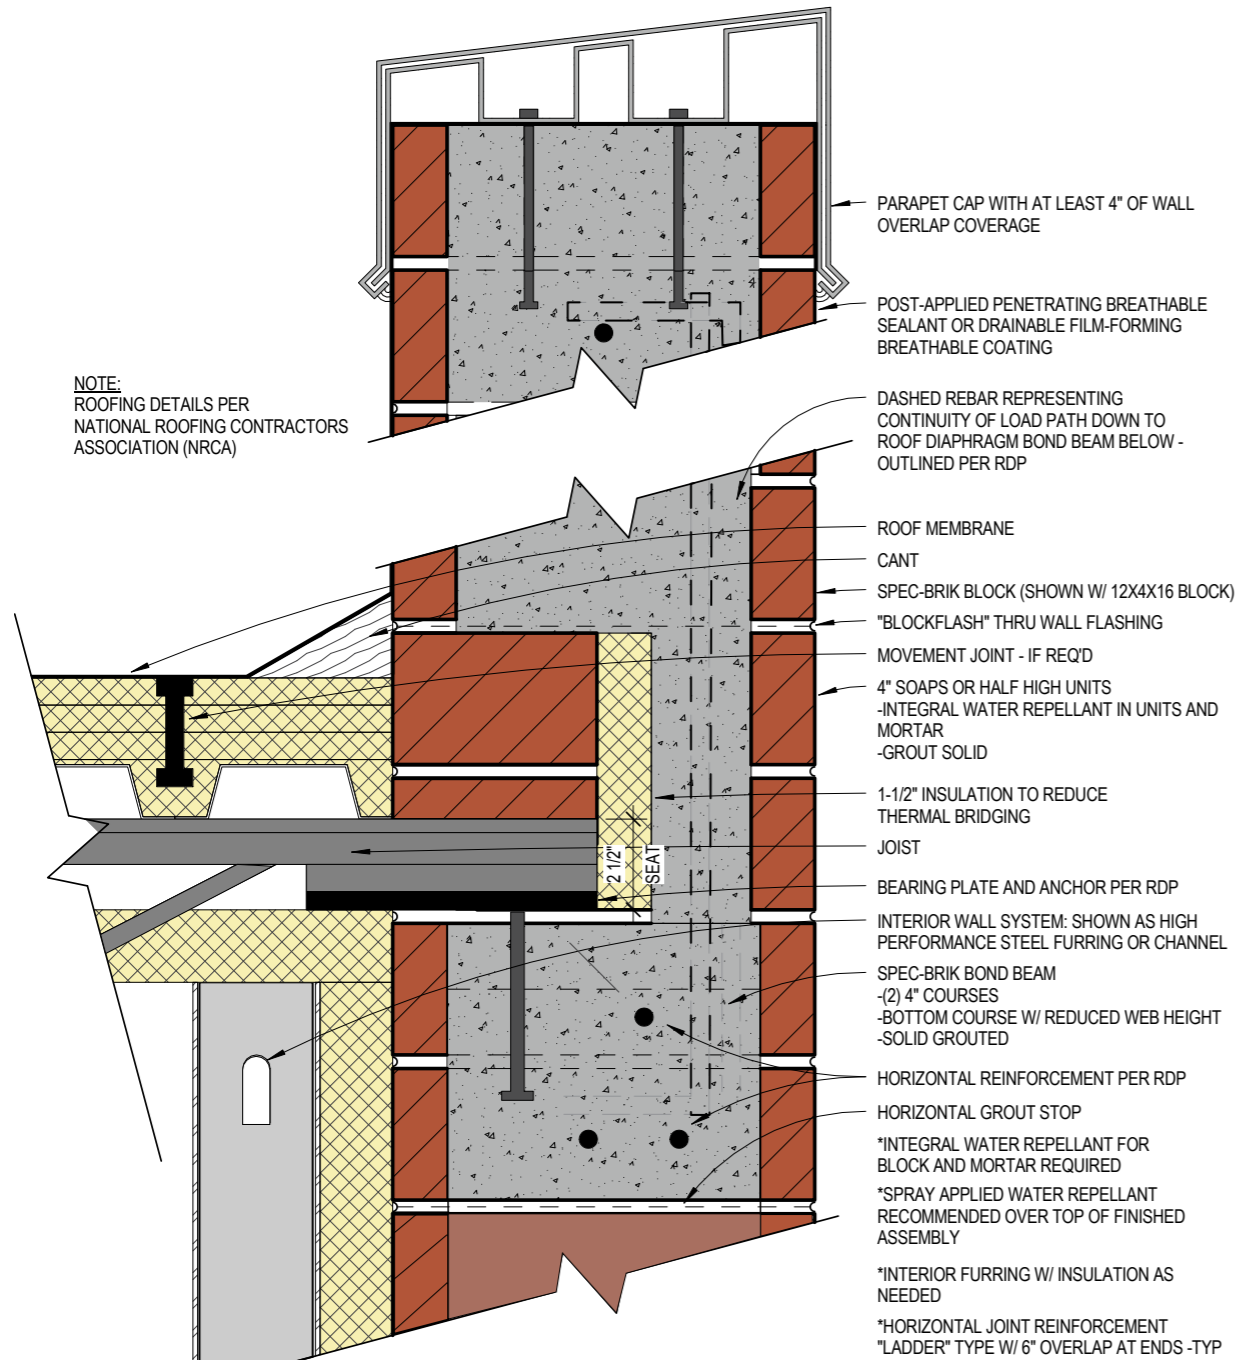 NOTE:
ROOFING DETAILS PER
NATIONAL ROOFING CONTRACTORS
ASSOCIATION (NRCA)
PARAPET CAP WITH AT LEAST 4" OF WALL
OVERLAP COVERAGE
POST-APPLIED PENETRATING BREATHABLE
SEALANT OR DRAINABLE FILM-FORMING
BREATHABLE COATING
DASHED REBAR REPRESENTING
CONTINUITY OF LOAD PATH DOWN TO
ROOF DIAPHRAGM BOND BEAM BELOW -
OUTLINED PER RDP
ROOF MEMBRANE
CANT
SPEC-BRIK BLOCK (SHOWN W/ 12X4X16 BLOCK)
"BLOCKFLASH" THRU WALL FLASHING
MOVEMENT JOINT - IF REQ'D
4" SOAPS OR HALF HIGH UNITS
-INTEGRAL WATER REPELLANT IN UNITS AND
MORTAR
-GROUT SOLID
1-1/2" INSULATION TO REDUCE
THERMAL BRIDGING
JOIST
2 1/2"
SEAT
BEARING PLATE AND ANCHOR PER RDP
INTERIOR WALL SYSTEM: SHOWN AS HIGH
PERFORMANCE STEEL FURRING OR CHANNEL
SPEC-BRIK BOND BEAM
-(2) 4" COURSES
-BOTTOM COURSE W/ REDUCED WEB HEIGHT
-SOLID GROUTED
HORIZONTAL REINFORCEMENT PER RDP
HORIZONTAL GROUT STOP
*INTEGRAL WATER REPELLANT FOR
BLOCK AND MORTAR REQUIRED
*SPRAY APPLIED WATER REPELLANT
RECOMMENDED OVER TOP OF FINISHED
ASSEMBLY
*INTERIOR FURRING W/ INSULATION AS
NEEDED
*HORIZONTAL JOINT REINFORCEMENT
"LADDER" TYPE W/ 6" OVERLAP AT ENDS -TYP